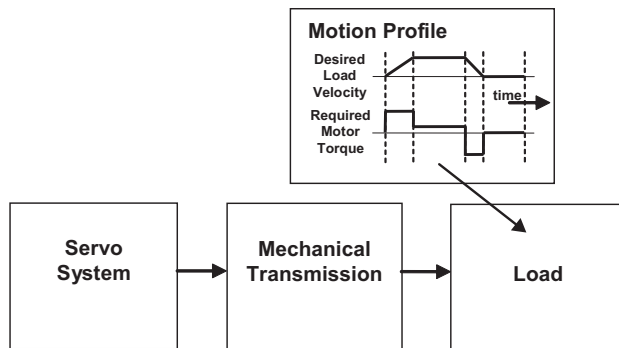 Motion Profile
Desired
Load
Velocity
time
Required
Motor
Torque
Servo
System
Mechanical
Transmission
Load